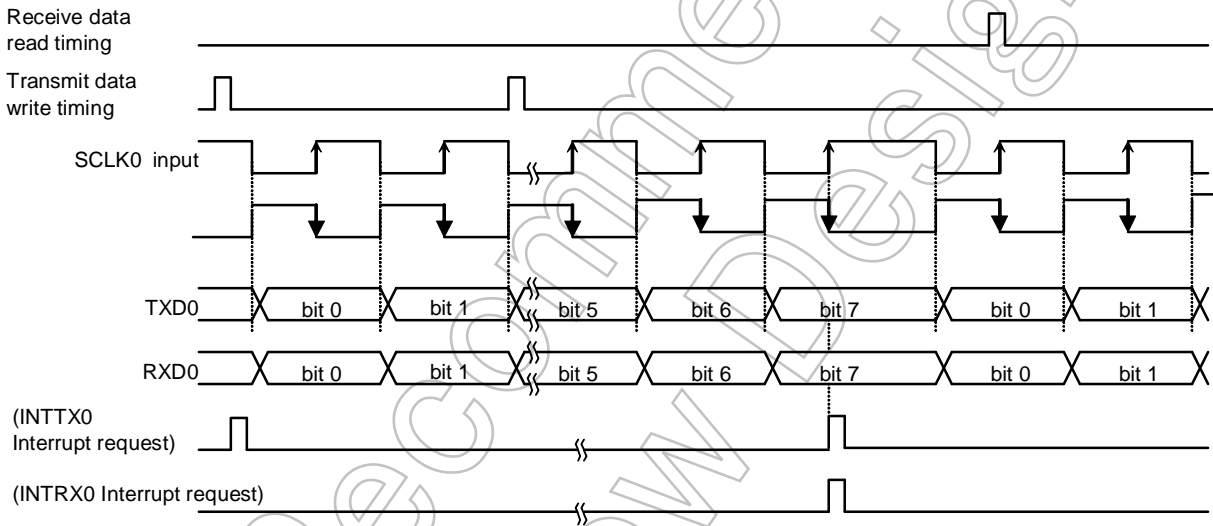 Receive data
read timing
Transmit data
write timing
SCLK0 input
TXD0 bit 0 bit 1 bit 5 bit 6 bit 7 bit 0 bit 1
RXD0 bit 0 bit 1 bit 5 bit 6 bit 7 bit 0 bit 1
(INTTX0
Interrupt request)
(INTRX0 Interrupt request)